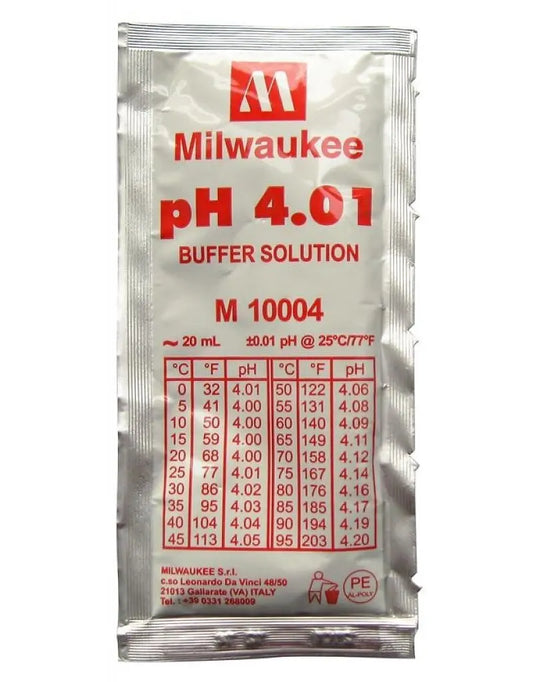 M
Milwaukee
pH 4.01
BUFFER SOLUTION
M 10004
~ 20 mL ±0.01 pH @ 25°C/77°F
°C °F pH °C °F pH
0 32 4.01 50 122 4.06
5 41 4.00 55 131 4.08
10 50 4.00 60 140 4.09
15 59 4.00 65 149 4.11
20 68 4.00 70 158 4.12
25 77 4.01 75 167 4.14
30 86 4.02 80 176 4.16
35 95 4.03 85 185 4.17
40 104 4.04 90 194 4.19
45 113 4.05 95 203 4.20
MILWAUKEE S.r.l.
c.so Leonardo Da Vinci 48/50
21013 Gallarate (VA) ITALY
Tel. : +39 0331 268009
PE
AL-POLY